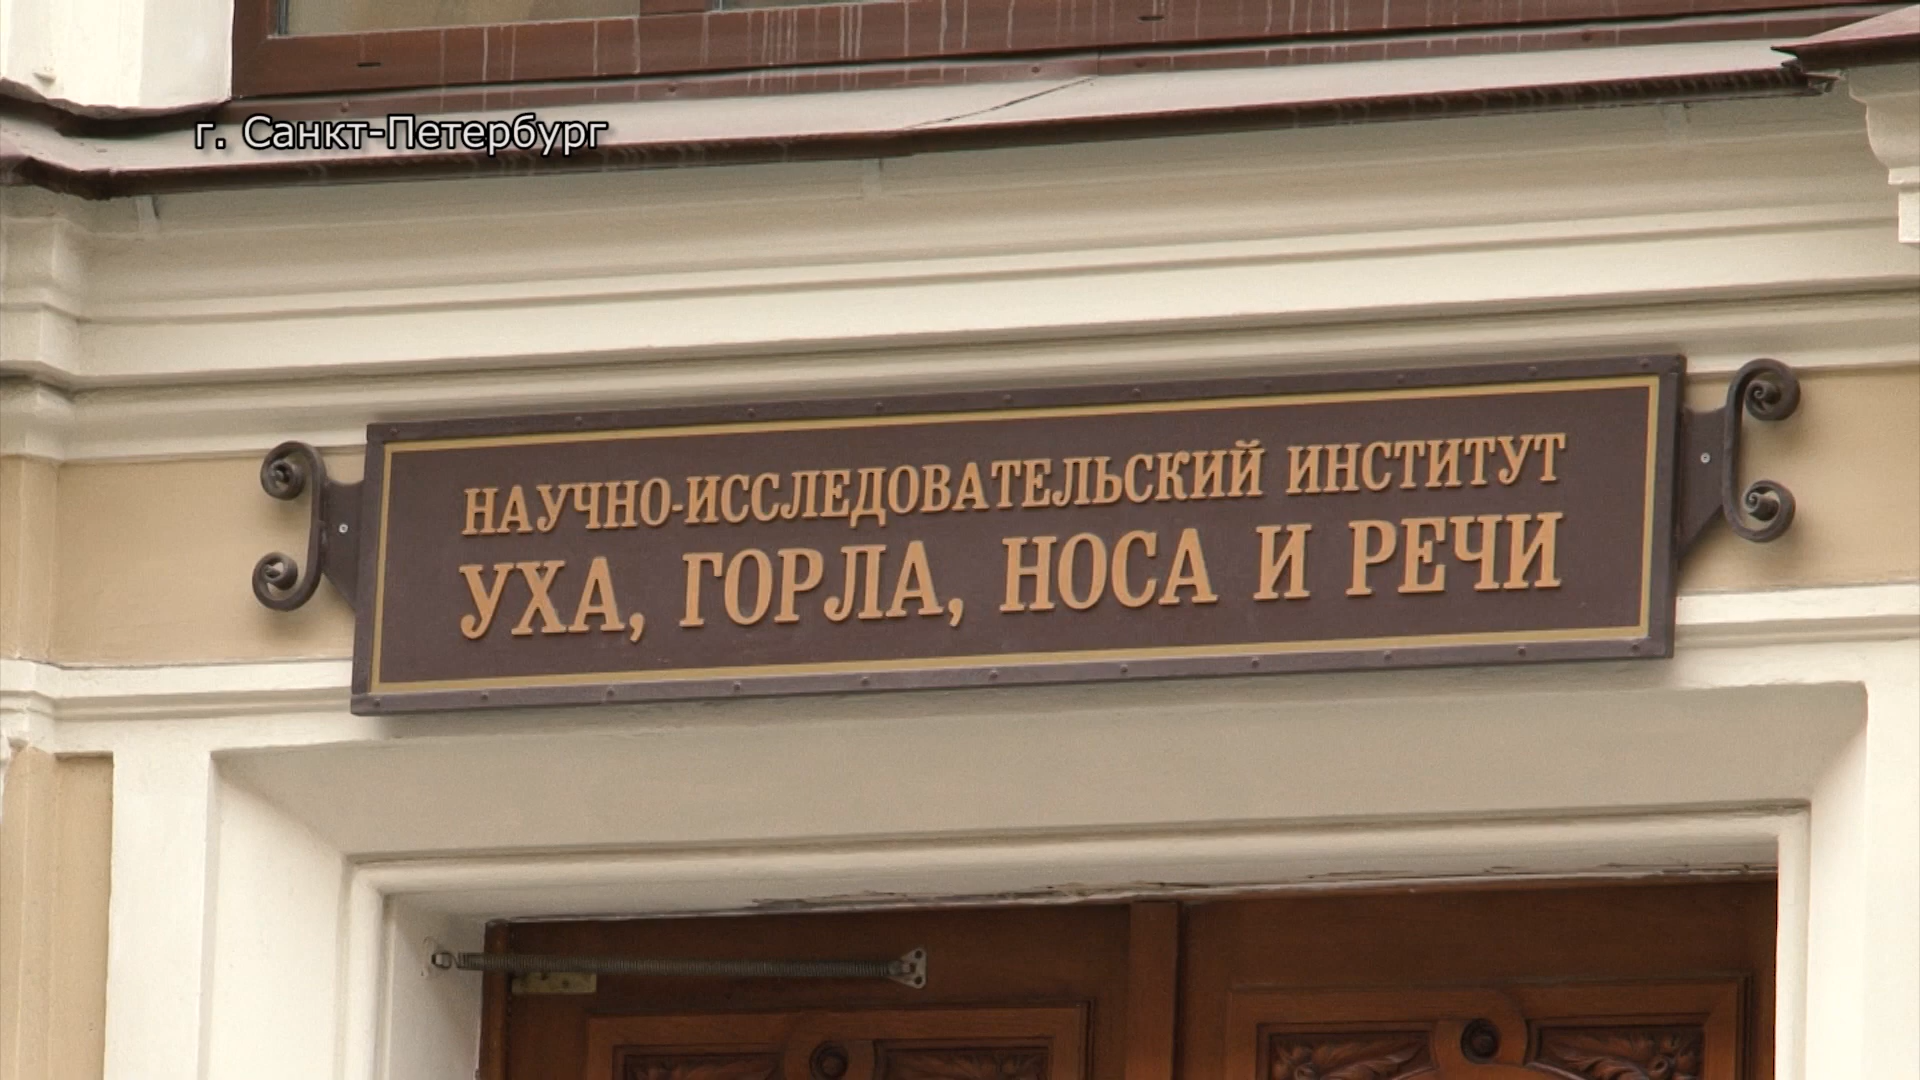 г. Санкт-Петербург
НАУЧНО-ИССЛЕДОВАТЕЛЬСКИЙ ИНСТИТУТ
УХА, ГОРЛА, НОСА И РЕЧИ